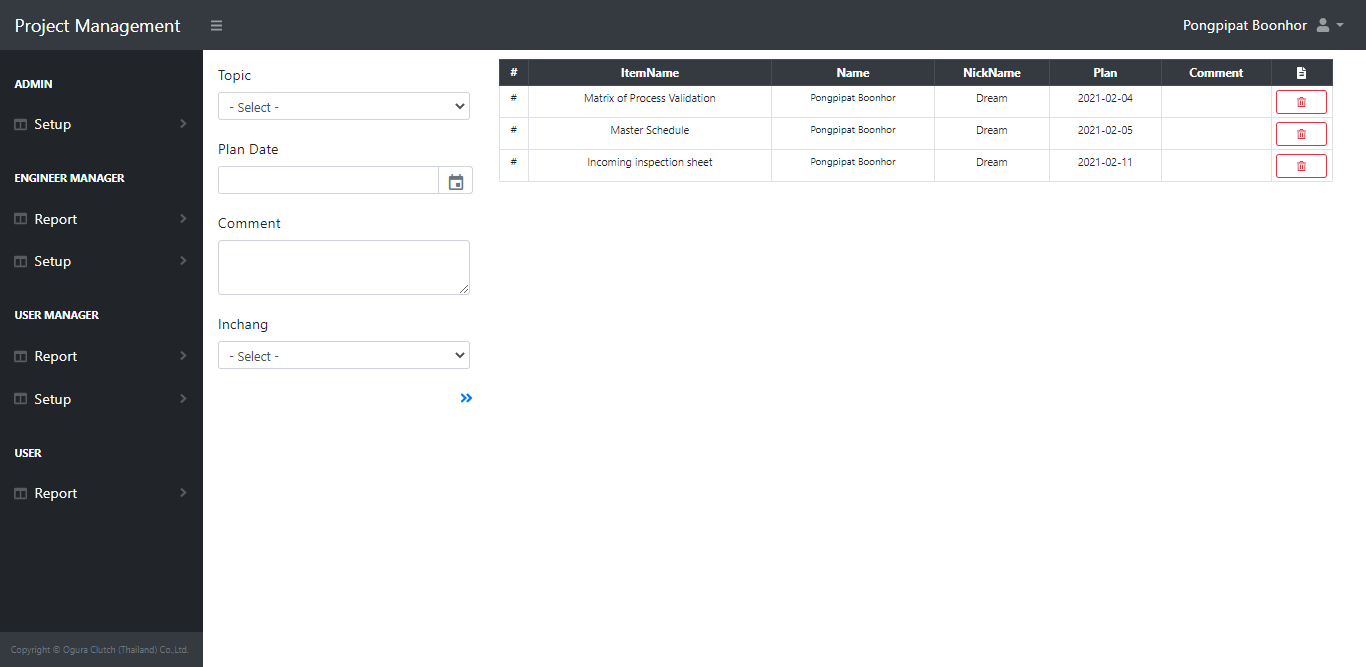 Project Management
Pongpipat Boonhor
ADMIN
Setup
ENGINEER MANAGER
Report
Setup
USER MANAGER
Report
Setup
USER
Report
Copyright © Ogura Clutch (Thailand) Co.,Ltd.
Topic
- Select -
Plan Date
Comment
Inchang
- Select -
# ItemName Name NickName Plan Comment
# Matrix of Process Validation Pongpipat Boonhor Dream 2021-02-04
# Master Schedule Pongpipat Boonhor Dream 2021-02-05
# Incoming inspection sheet Pongpipat Boonhor Dream 2021-02-11